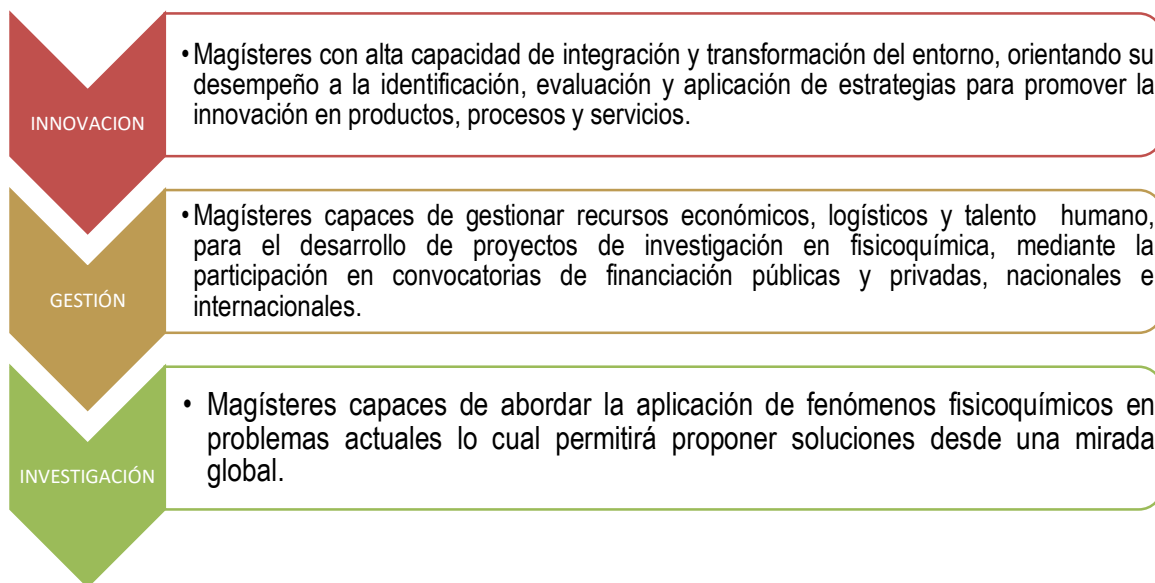 INNOVACION
•Magísteres con alta capacidad de integración y transformación del entorno, orientando su
desempeño a la identificación, evaluación y aplicación de estrategias para promover la
innovación en productos, procesos y servicios.
GESTIÓN
•Magísteres capaces de gestionar recursos económicos, logísticos y talento humano,
para el desarrollo de proyectos de investigación en fisicoquímica, mediante la
participación en convocatorias de financiación públicas y privadas, nacionales e
internacionales.
INVESTIGACIÓN
• Magísteres capaces de abordar la aplicación de fenómenos fisicoquímicos en
problemas actuales lo cual permitirá proponer soluciones desde una mirada
global.